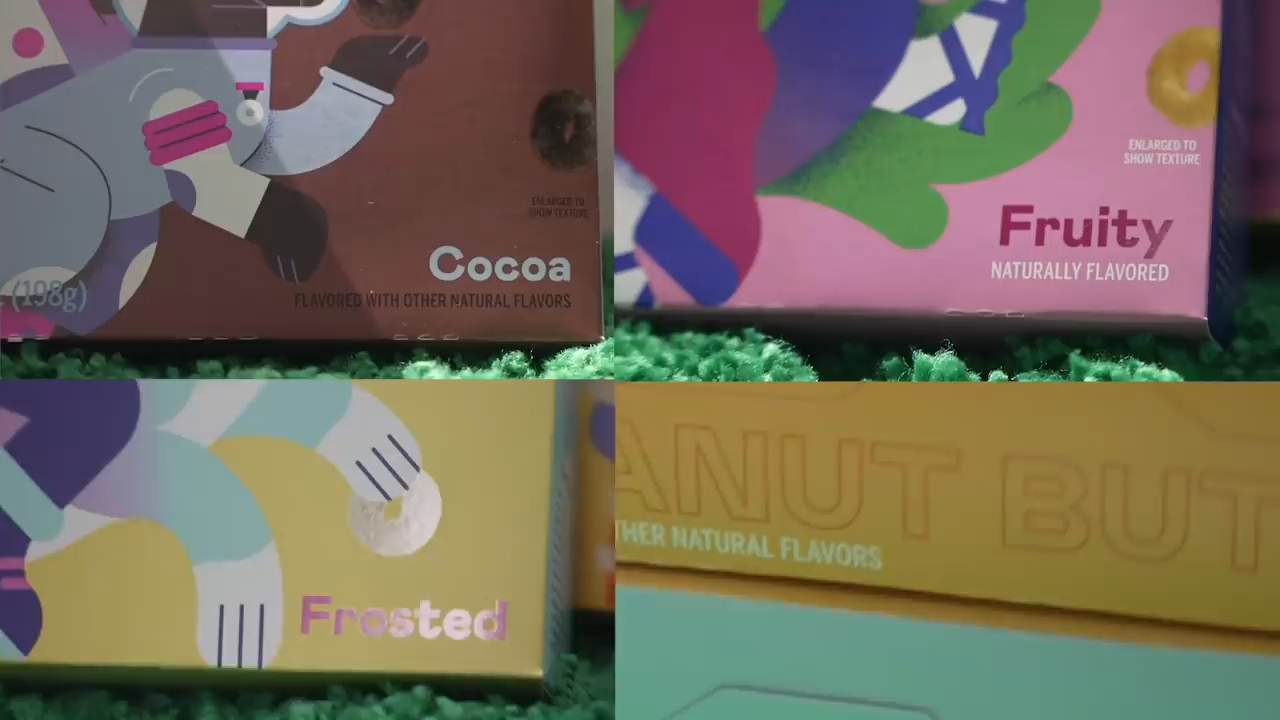 (198g)
ENLARGED TO
SHOW TEXTURE
Cocoa
FLAVORED WITH OTHER NATURAL FLAVORS
ENLARGED TO
SHOW TEXTURE
Fruity
NATURALLY FLAVORED
Frosted
ANUT BUT
THER NATURAL FLAVORS